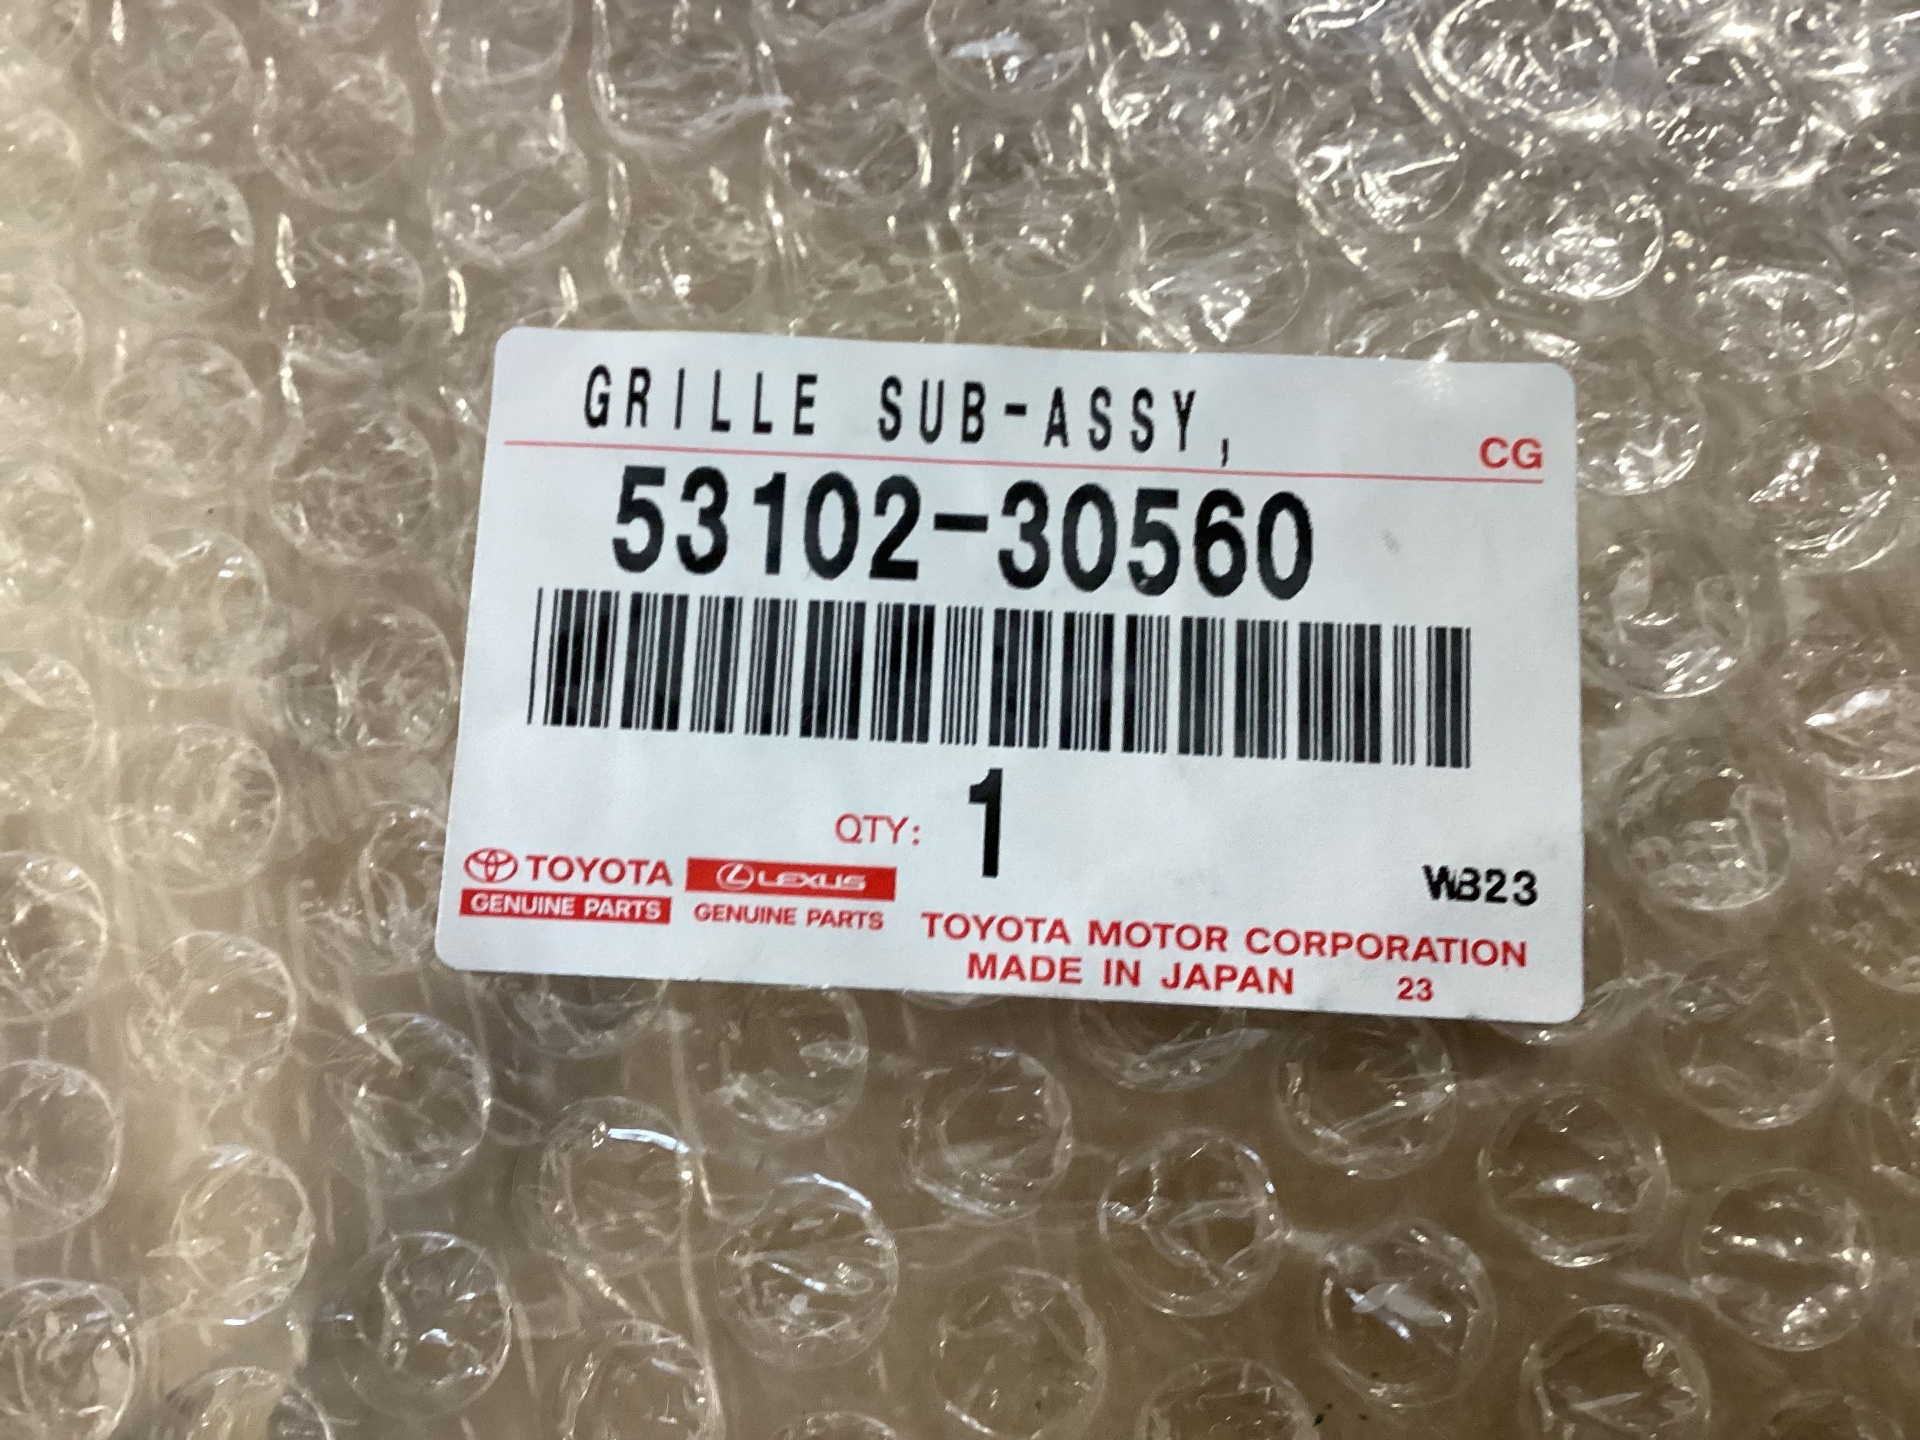 GRILLE SUB-ASSY,
CG
53102-30560
QTY: 1
TOYOTA
GENUINE PARTS
LEXUS
GENUINE PARTS
WB23
TOYOTA MOTOR CORPORATION
MADE IN JAPAN 23